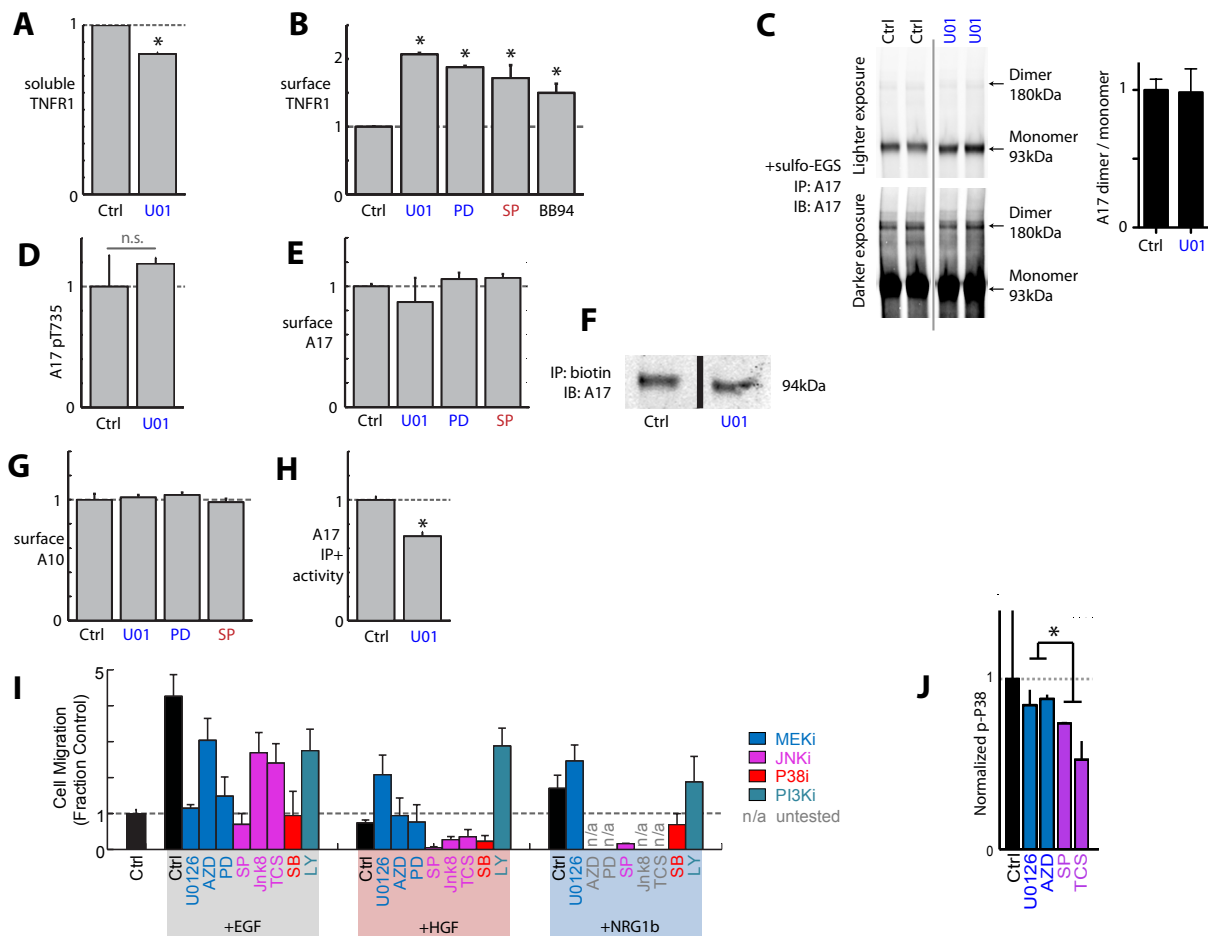 A
1
soluble
TNFR1
0
*
Ctrl
U01
B
2
surface
TNFR1
1
0
*
*
*
*
Ctrl
U01
PD
SP
BB94
C
Ctrl
Ctrl
U01
U01
Lighter exposure
Dimer
180kDa
Monomer
93kDa
+sulfo-EGS
IP: A17
IB: A17
Darker exposure
Dimer
180kDa
Monomer
93kDa
A17 dimer / monomer
1
0
Ctrl
U01
D
n.s.
1
A17 pT735
0
Ctrl
U01
E
1
surface
A17
0
Ctrl
U01
PD
SP
F
IP: biotin
IB: A17
94kDa
Ctrl
U01
G
1
surface
A10
0
Ctrl
U01
PD
SP
H
1
A17
IP+
activity
0
*
Ctrl
U01
I
Cell Migration
(Fraction Control)
5
1
0
Ctrl
Ctrl
U0126
AZD
PD
SP
Jnk8
TCS
SB
LY
+EGF
Ctrl
U0126
AZD
PD
SP
Jnk8
TCS
SB
LY
+HGF
n/a
n/a
n/a
n/a
Ctrl
U0126
AZD
PD
SP
Jnk8
TCS
SB
LY
+NRG1b
MEKi
JNKi
P38i
PI3Ki
n/a untested
J
Normalized p-P38
1
0
*
Ctrl
U0126
AZD
SP
TCS